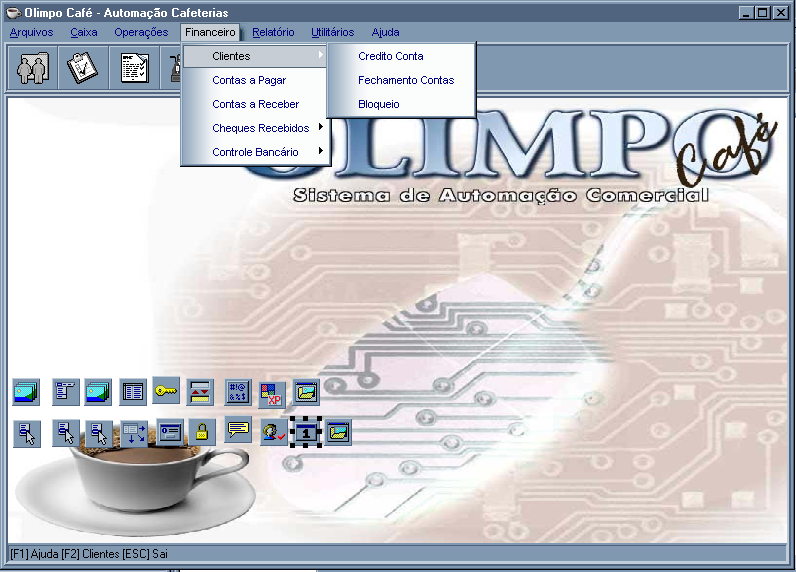 Olimpo Café - Automação Cafeterias
Arquivos Caixa Operações Financeiro Relatório Utilitários Ajuda
Clientes
Contas a Pagar
Contas a Receber
Cheques Recebidos
Controle Bancário
Credito Conta
Fechamento Contas
Bloqueio
OLIMPO
Café
Sistema de Automação Comercial
#!@
&%$
XP
1
[F1] Ajuda [F2] Clientes [ESC] Sai